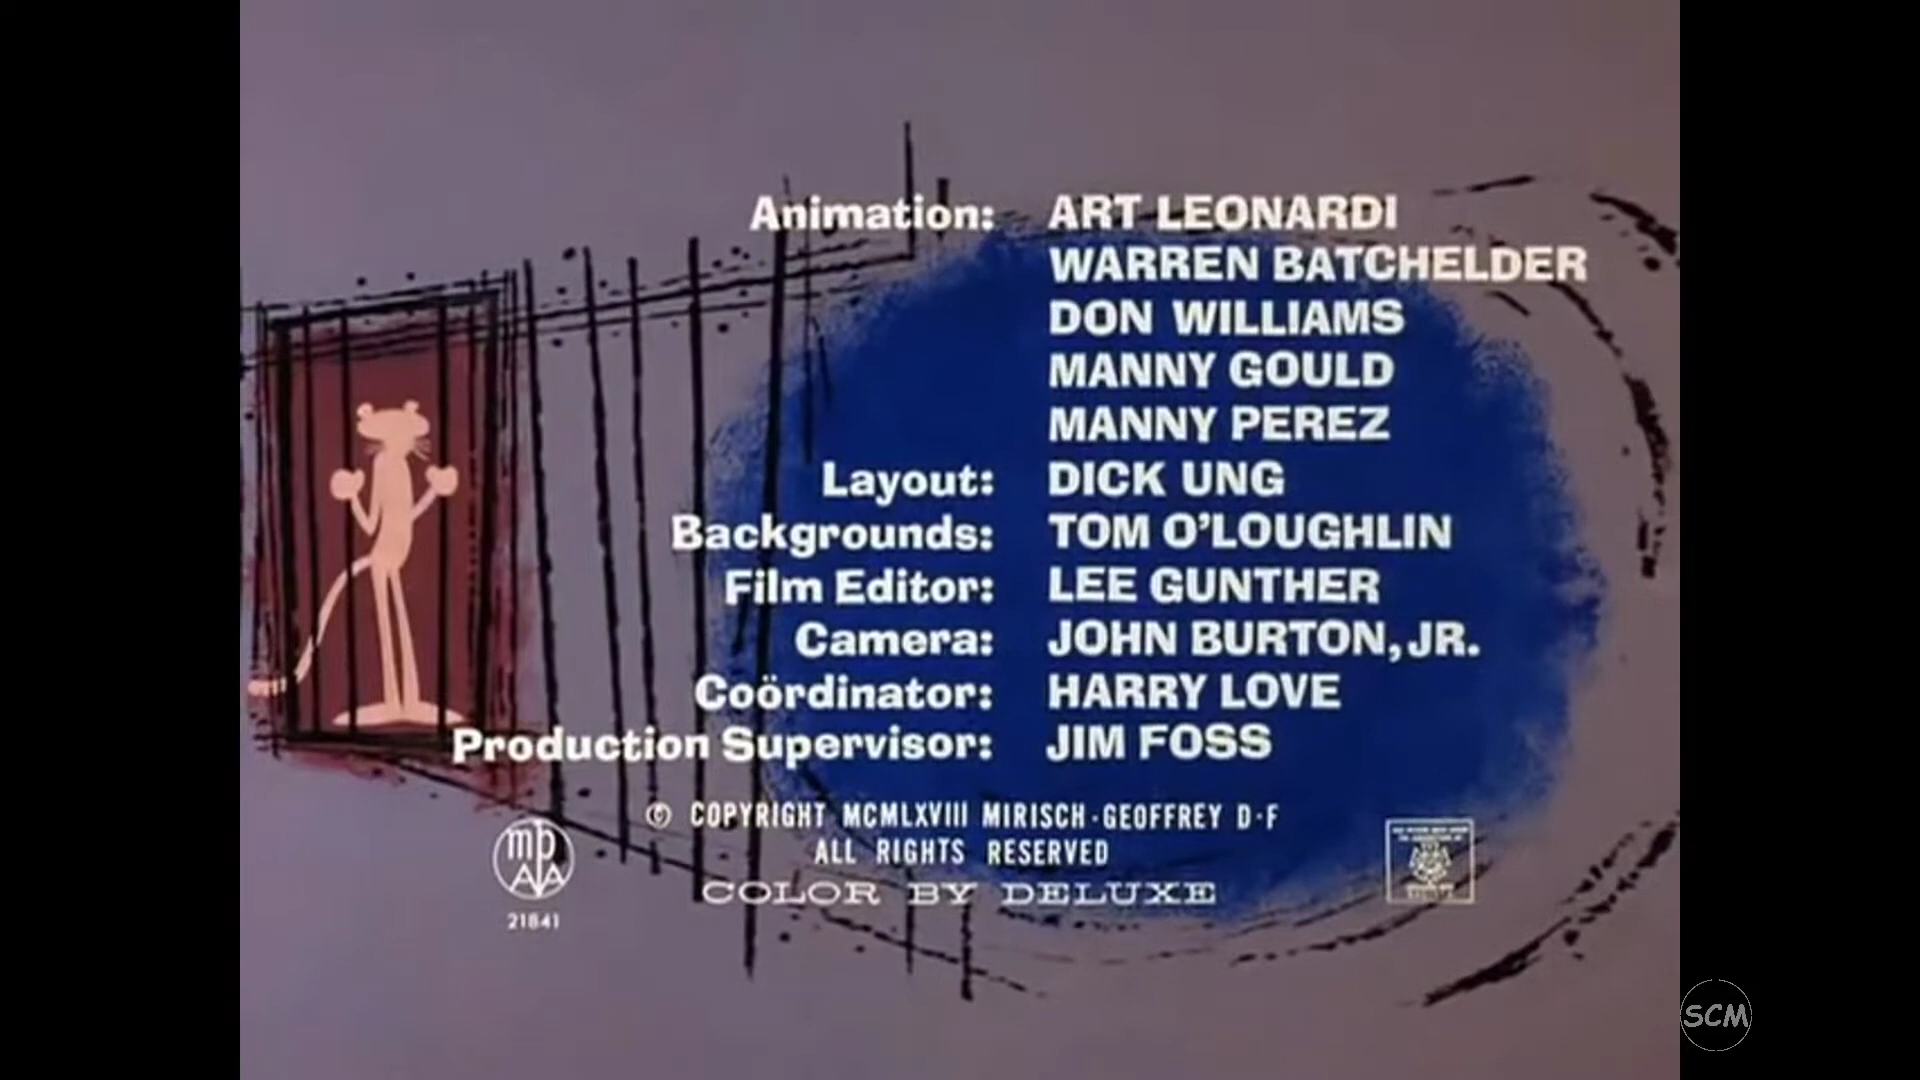 Animation: ART LEONARDI
WARREN BATCHELDER
DON WILLIAMS
MANNY GOULD
MANNY PEREZ
Layout: DICK UNG
Backgrounds: TOM O'LOUGHLIN
Film Editor: LEE GUNTHER
Camera: JOHN BURTON, JR.
Coördinator: HARRY LOVE
Production Supervisor: JIM FOSS
© COPYRIGHT MCMLXVIII MIRISCH-GEOFFREY D-F
ALL RIGHTS RESERVED
COLOR BY DELUXE
mpAA
21841
SCM